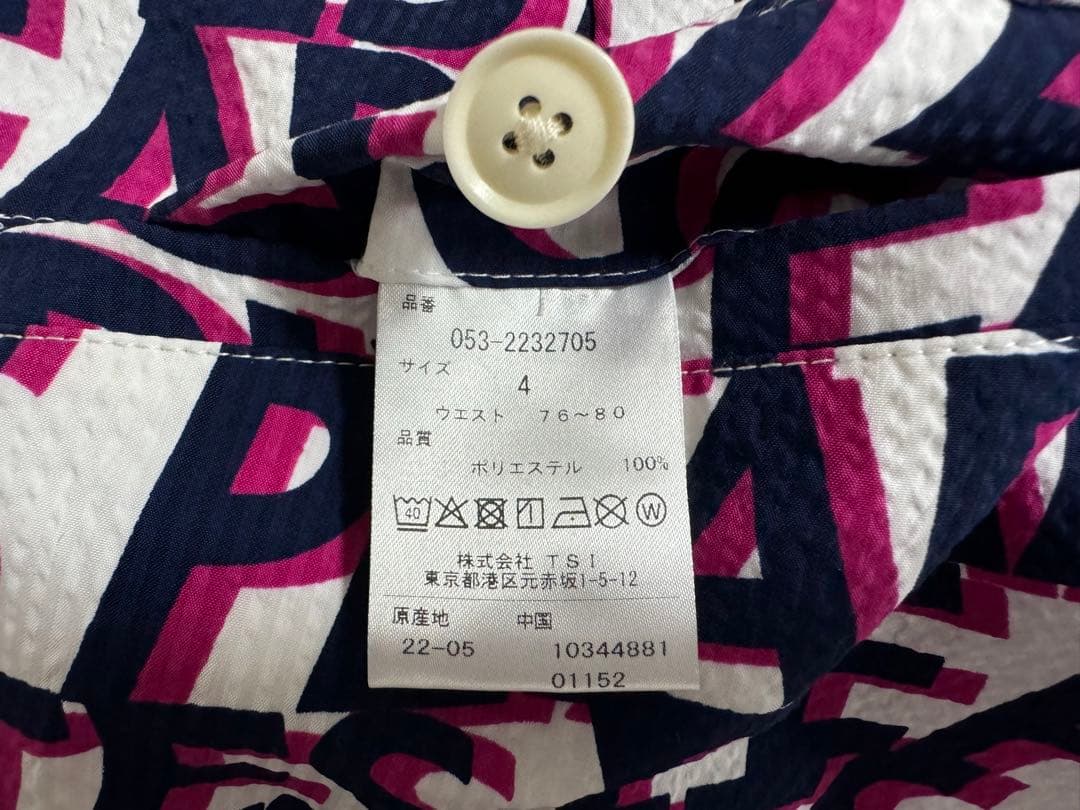 品番
053-2232705
サイズ
4
ウエスト 76~80
品質
ポリエステル 100%
40 1 W
株式会社 TSI
東京都港区元赤坂1-5-12
原産地 中国
22-05 10344881
01152